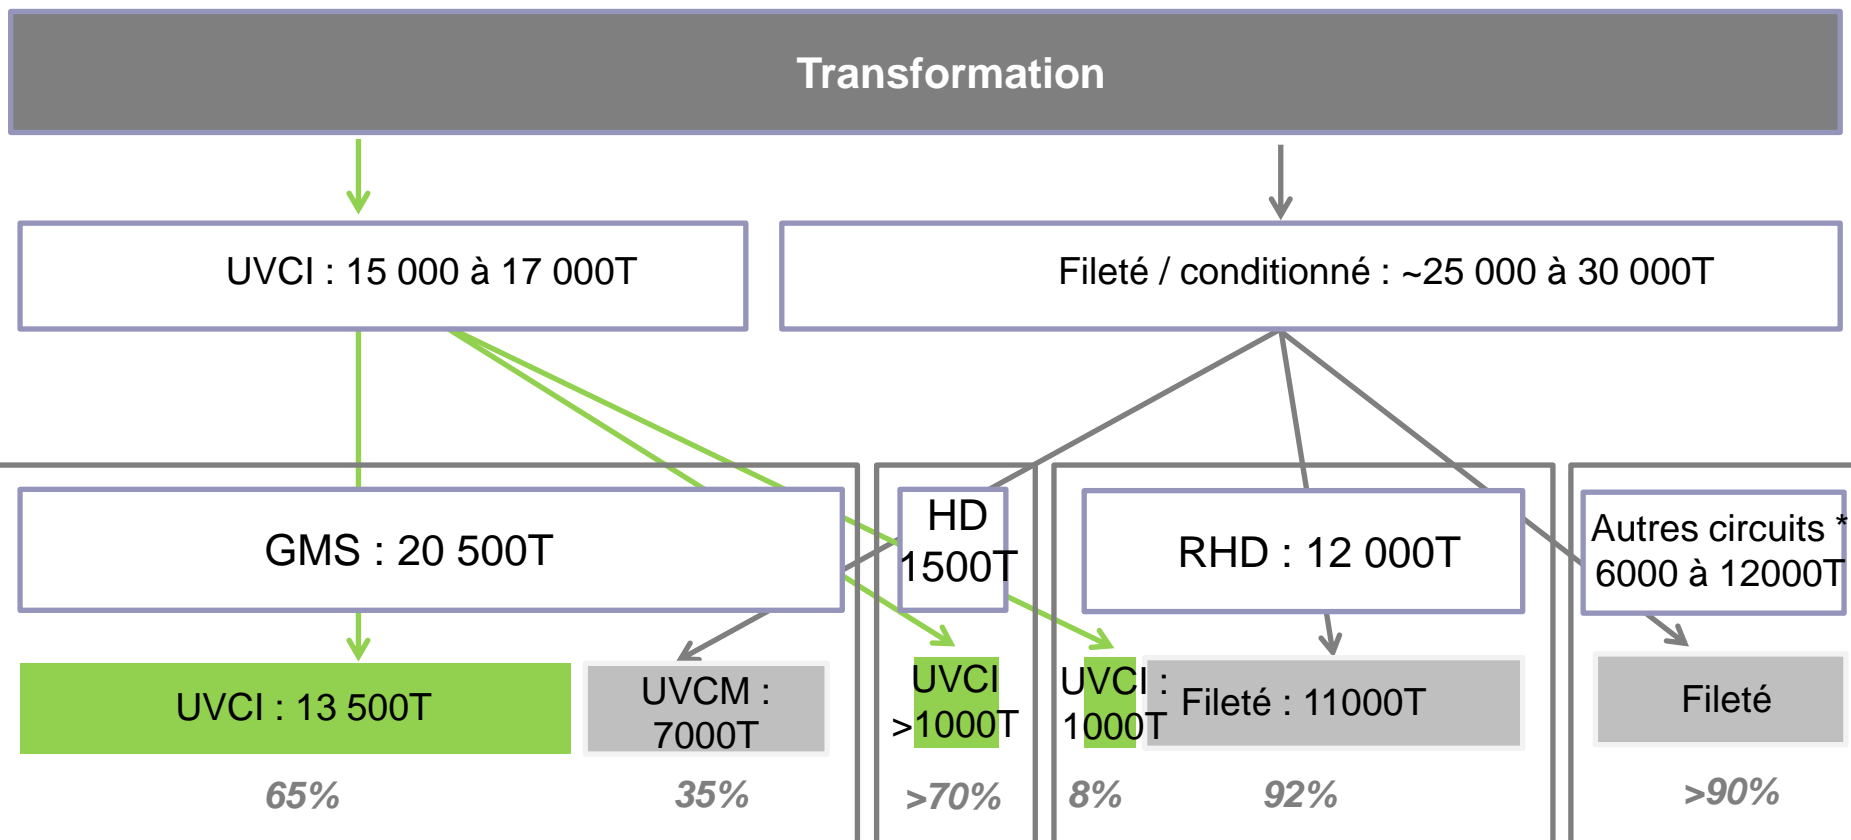 Transformation
UVCI : 15 000 à 17 000T
Fileté / conditionné : ~25 000 à 30 000T
GMS : 20 500T
HD
1500T
RHD : 12 000T
Autres circuits *
6000 à 12000T
UVCI : 13 500T
UVCM :
7000T
UVCI
>1000T
UVCI :
1000T
Fileté : 11000T
Fileté
65%
35%
>70%
8%
92%
>90%